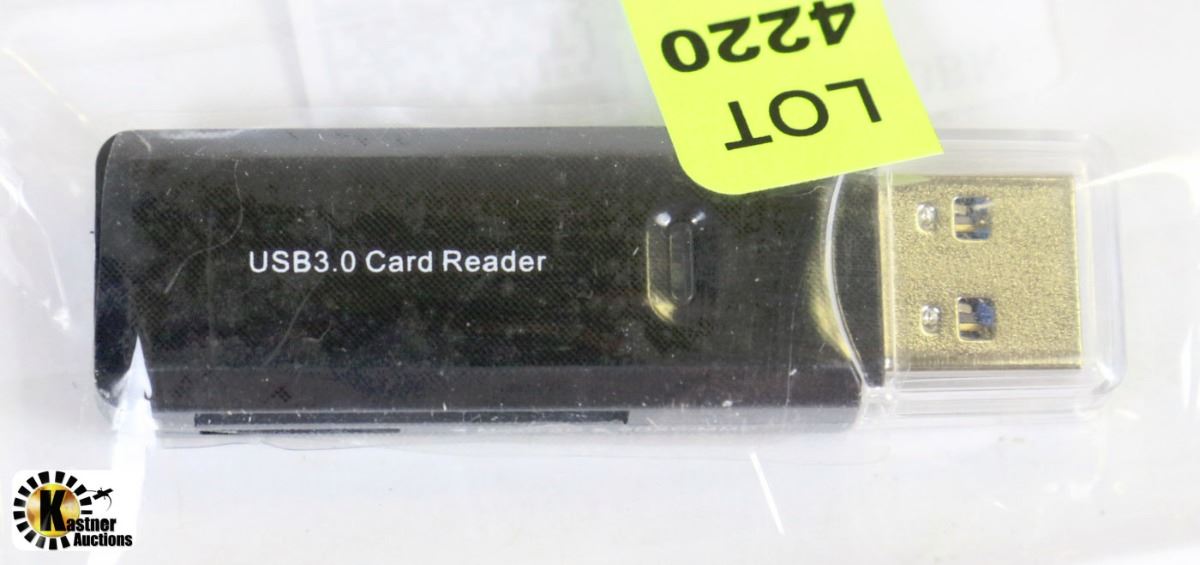 LOT
4220
USB3.0 Card Reader
Kastner
Auctions